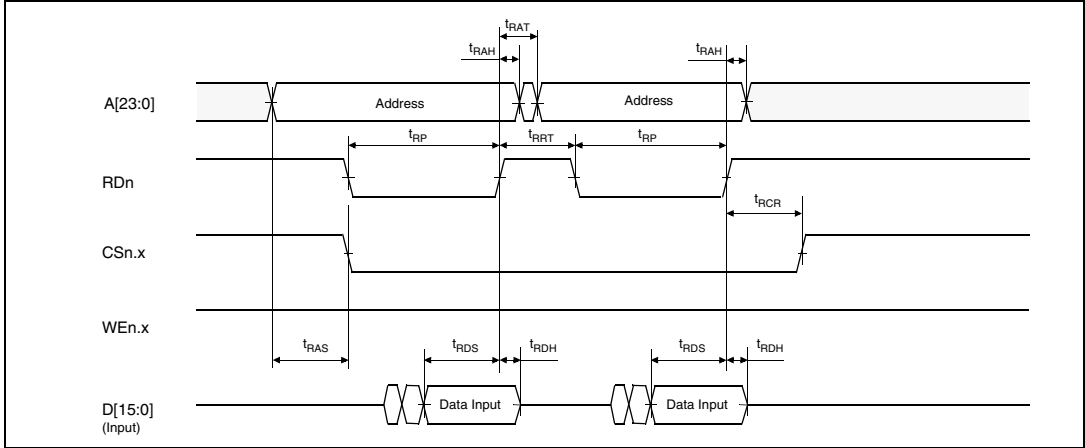 tRAT
tRAH tRAH
A[23:0] Address Address
tRP tRRT tRP
RDn
tRCR
CSn.x
WEn.x
tRAS tRDS tRDH tRDS tRDH
D[15:0] Data Input Data Input
(Input)